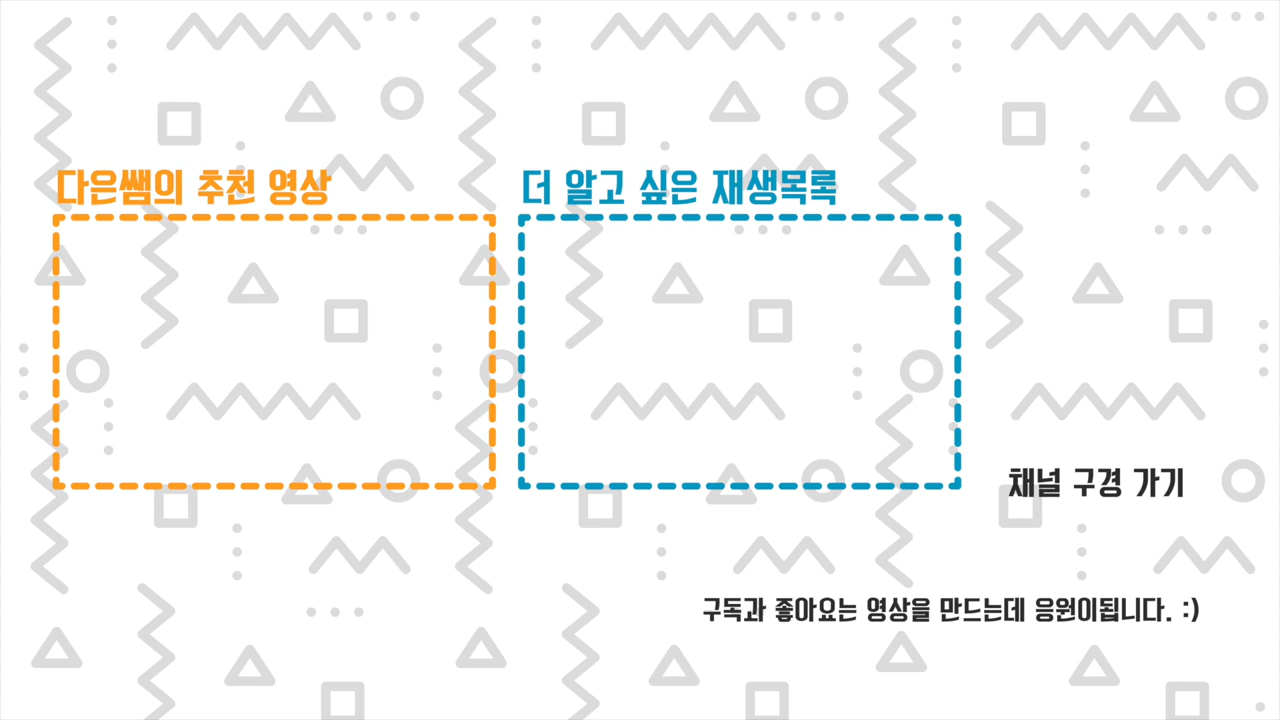 다은쌤의 추천 영상
더 알고 싶은 재생목록
채널 구경 가기
구독과 좋아요는 영상을 만드는데 응원이됩니다. :)